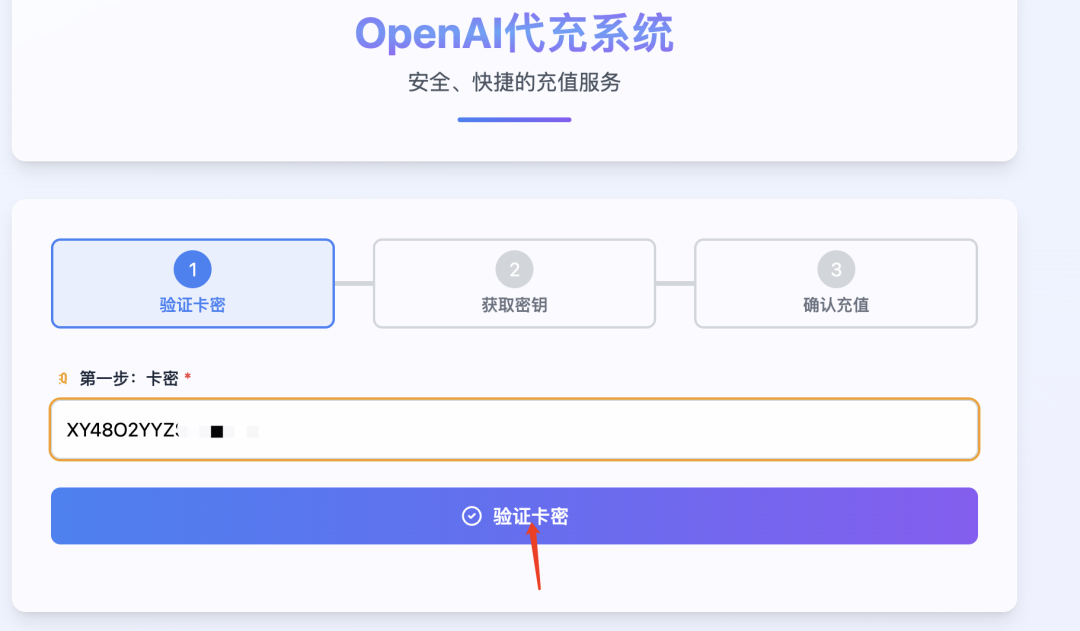 OpenAI代充系统
安全、快捷的充值服务
1
验证卡密
2
获取密钥
3
确认充值
第一步：卡密 *
XY48O2YYZ
验证卡密